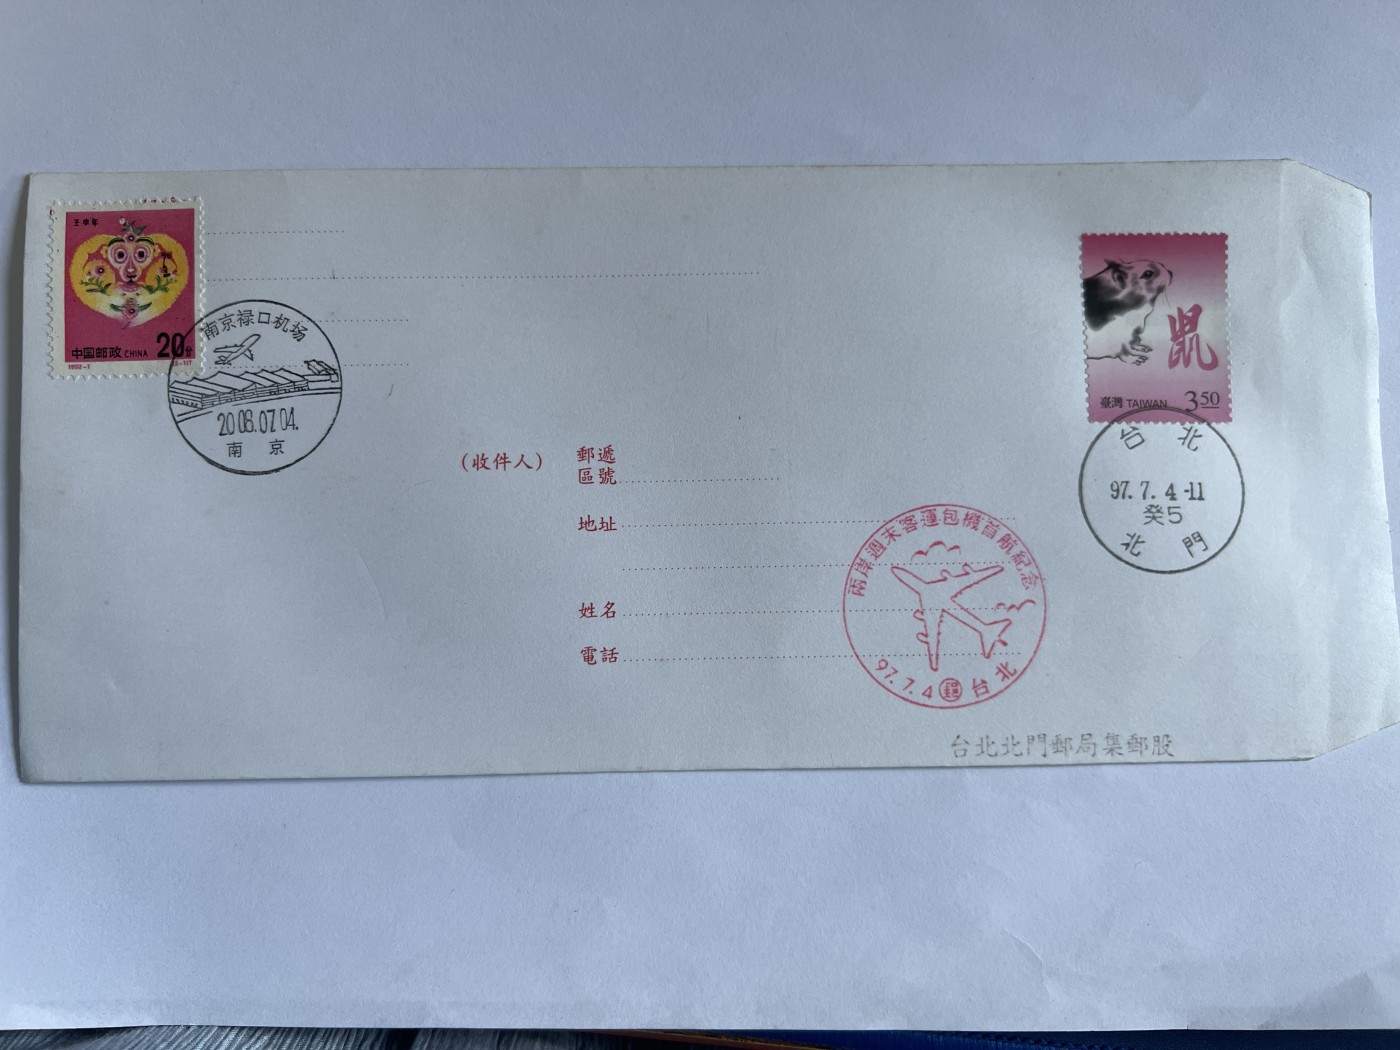 壬申年
中国邮政 CHINA 20分
1992-1
南京禄口机场
2008.07.04.
南 京
鼠
臺灣 TAIWAN 3 50
台 北
97. 7. 4 -11
癸5
北 門
(收件人)
郵遞
區號
地址
姓名
電話
兩岸週末客運包機首航紀念
97.7.4 郵 台北
台北北門郵局集郵股